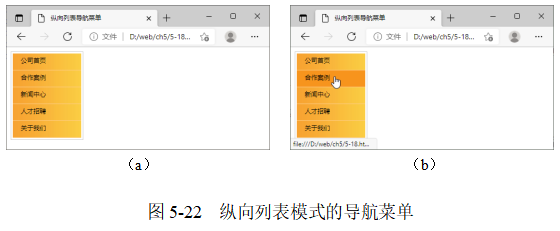 纵向列表导航菜单
文件 D:/web/ch5/5-18...
公司首页
合作案例
新闻中心
人才招聘
关于我们
(a)
纵向列表导航菜单
文件 D:/web/ch5/5-18...
公司首页
合作案例
新闻中心
人才招聘
关于我们
file:///D:/web/ch5/5-18.ht...
(b)
图 5-22 纵向列表模式的导航菜单